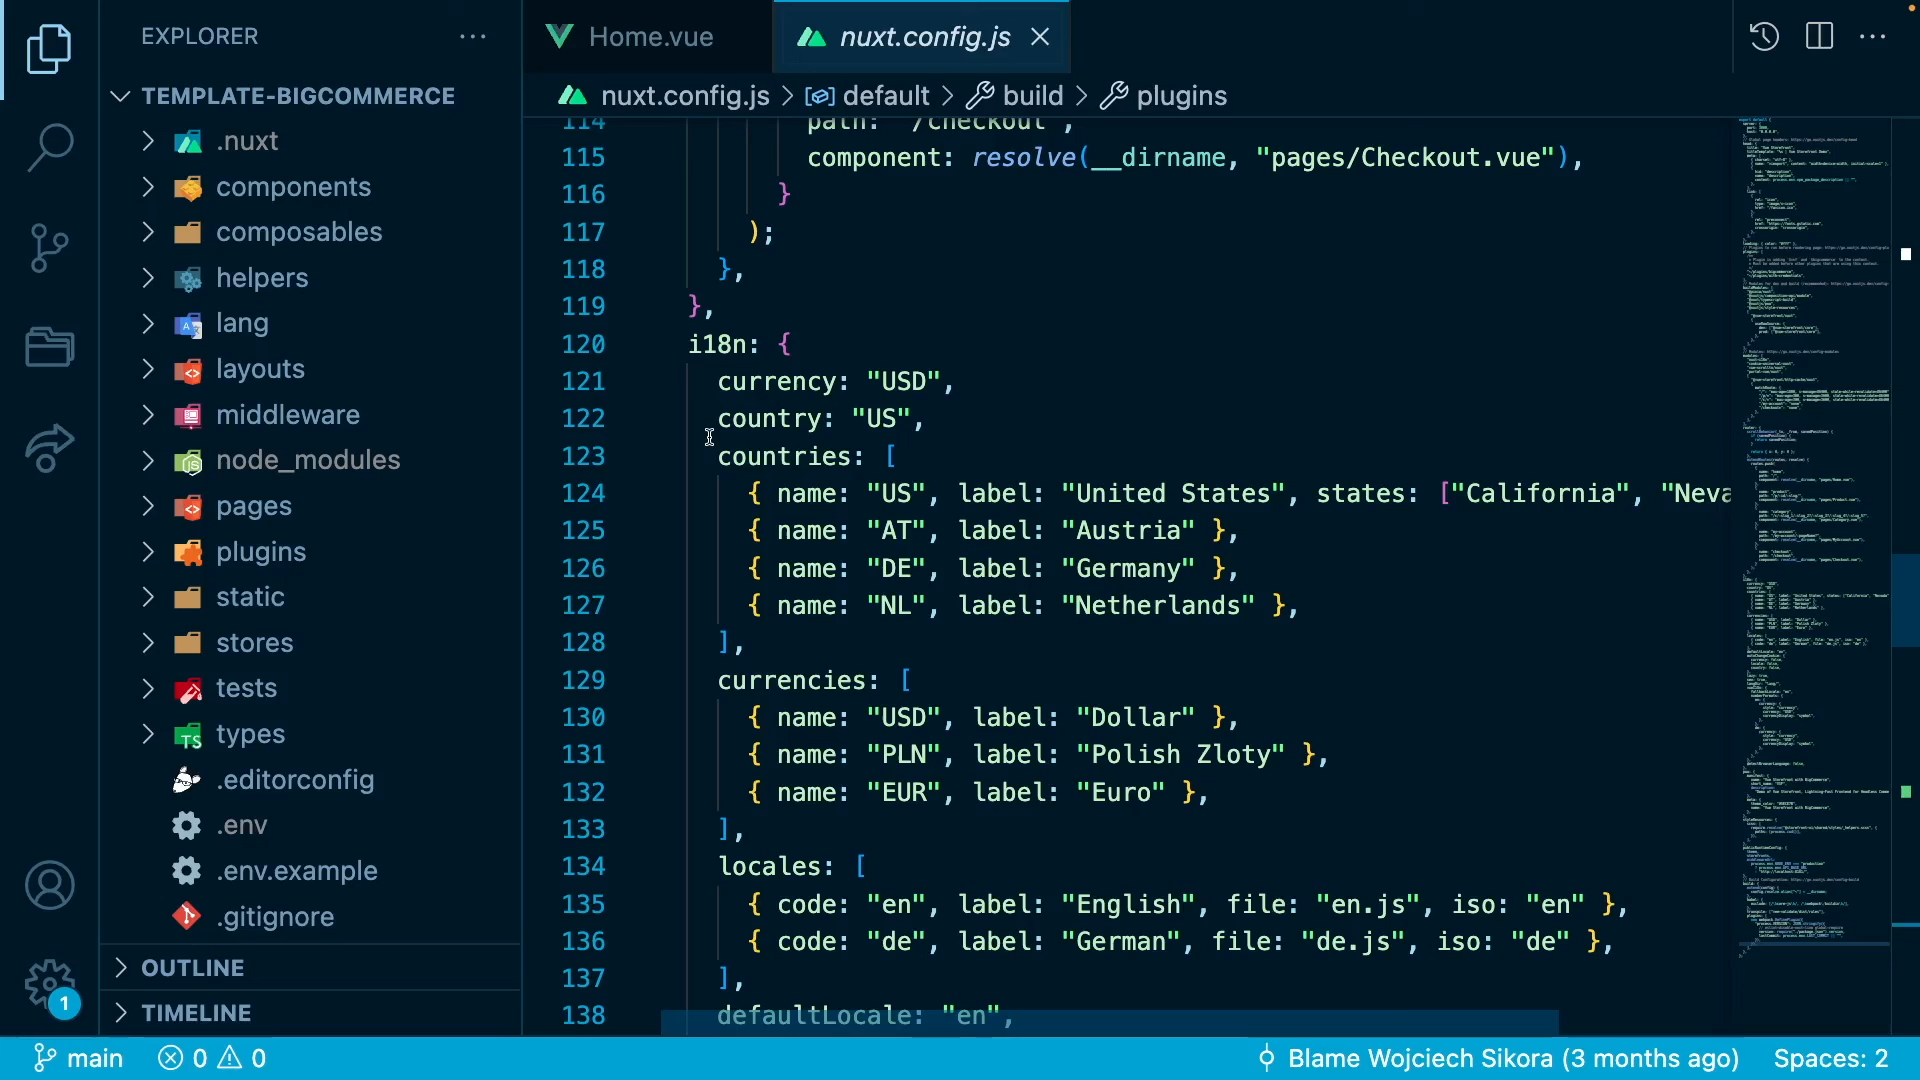 EXPLORER
TEMPLATE-BIGCOMMERCE
.nuxt
components
composables
helpers
lang
layouts
middleware
node_modules
pages
plugins
static
stores
tests
types
.editorconfig
.env
.env.example
.gitignore
OUTLINE
TIMELINE
1
Home.vue
nuxt.config.js
nuxt.config.js > default > build > plugins
114 path: "/checkout",
115 component: resolve(__dirname, "pages/Checkout.vue"),
116 }
117 );
118 },
119 },
120 i18n: {
121 currency: "USD",
122 country: "US",
123 countries: [
124 { name: "US", label: "United States", states: ["California", "Neva
125 { name: "AT", label: "Austria" },
126 { name: "DE", label: "Germany" },
127 { name: "NL", label: "Netherlands" },
128 ],
129 currencies: [
130 { name: "USD", label: "Dollar" },
131 { name: "PLN", label: "Polish Zloty" },
132 { name: "EUR", label: "Euro" },
133 ],
134 locales: [
135 { code: "en", label: "English", file: "en.js", iso: "en" },
136 { code: "de", label: "German", file: "de.js", iso: "de" },
137 ],
138 defaultLocale: "en",
main
0 0
Blame Wojciech Sikora (3 months ago)
Spaces: 2